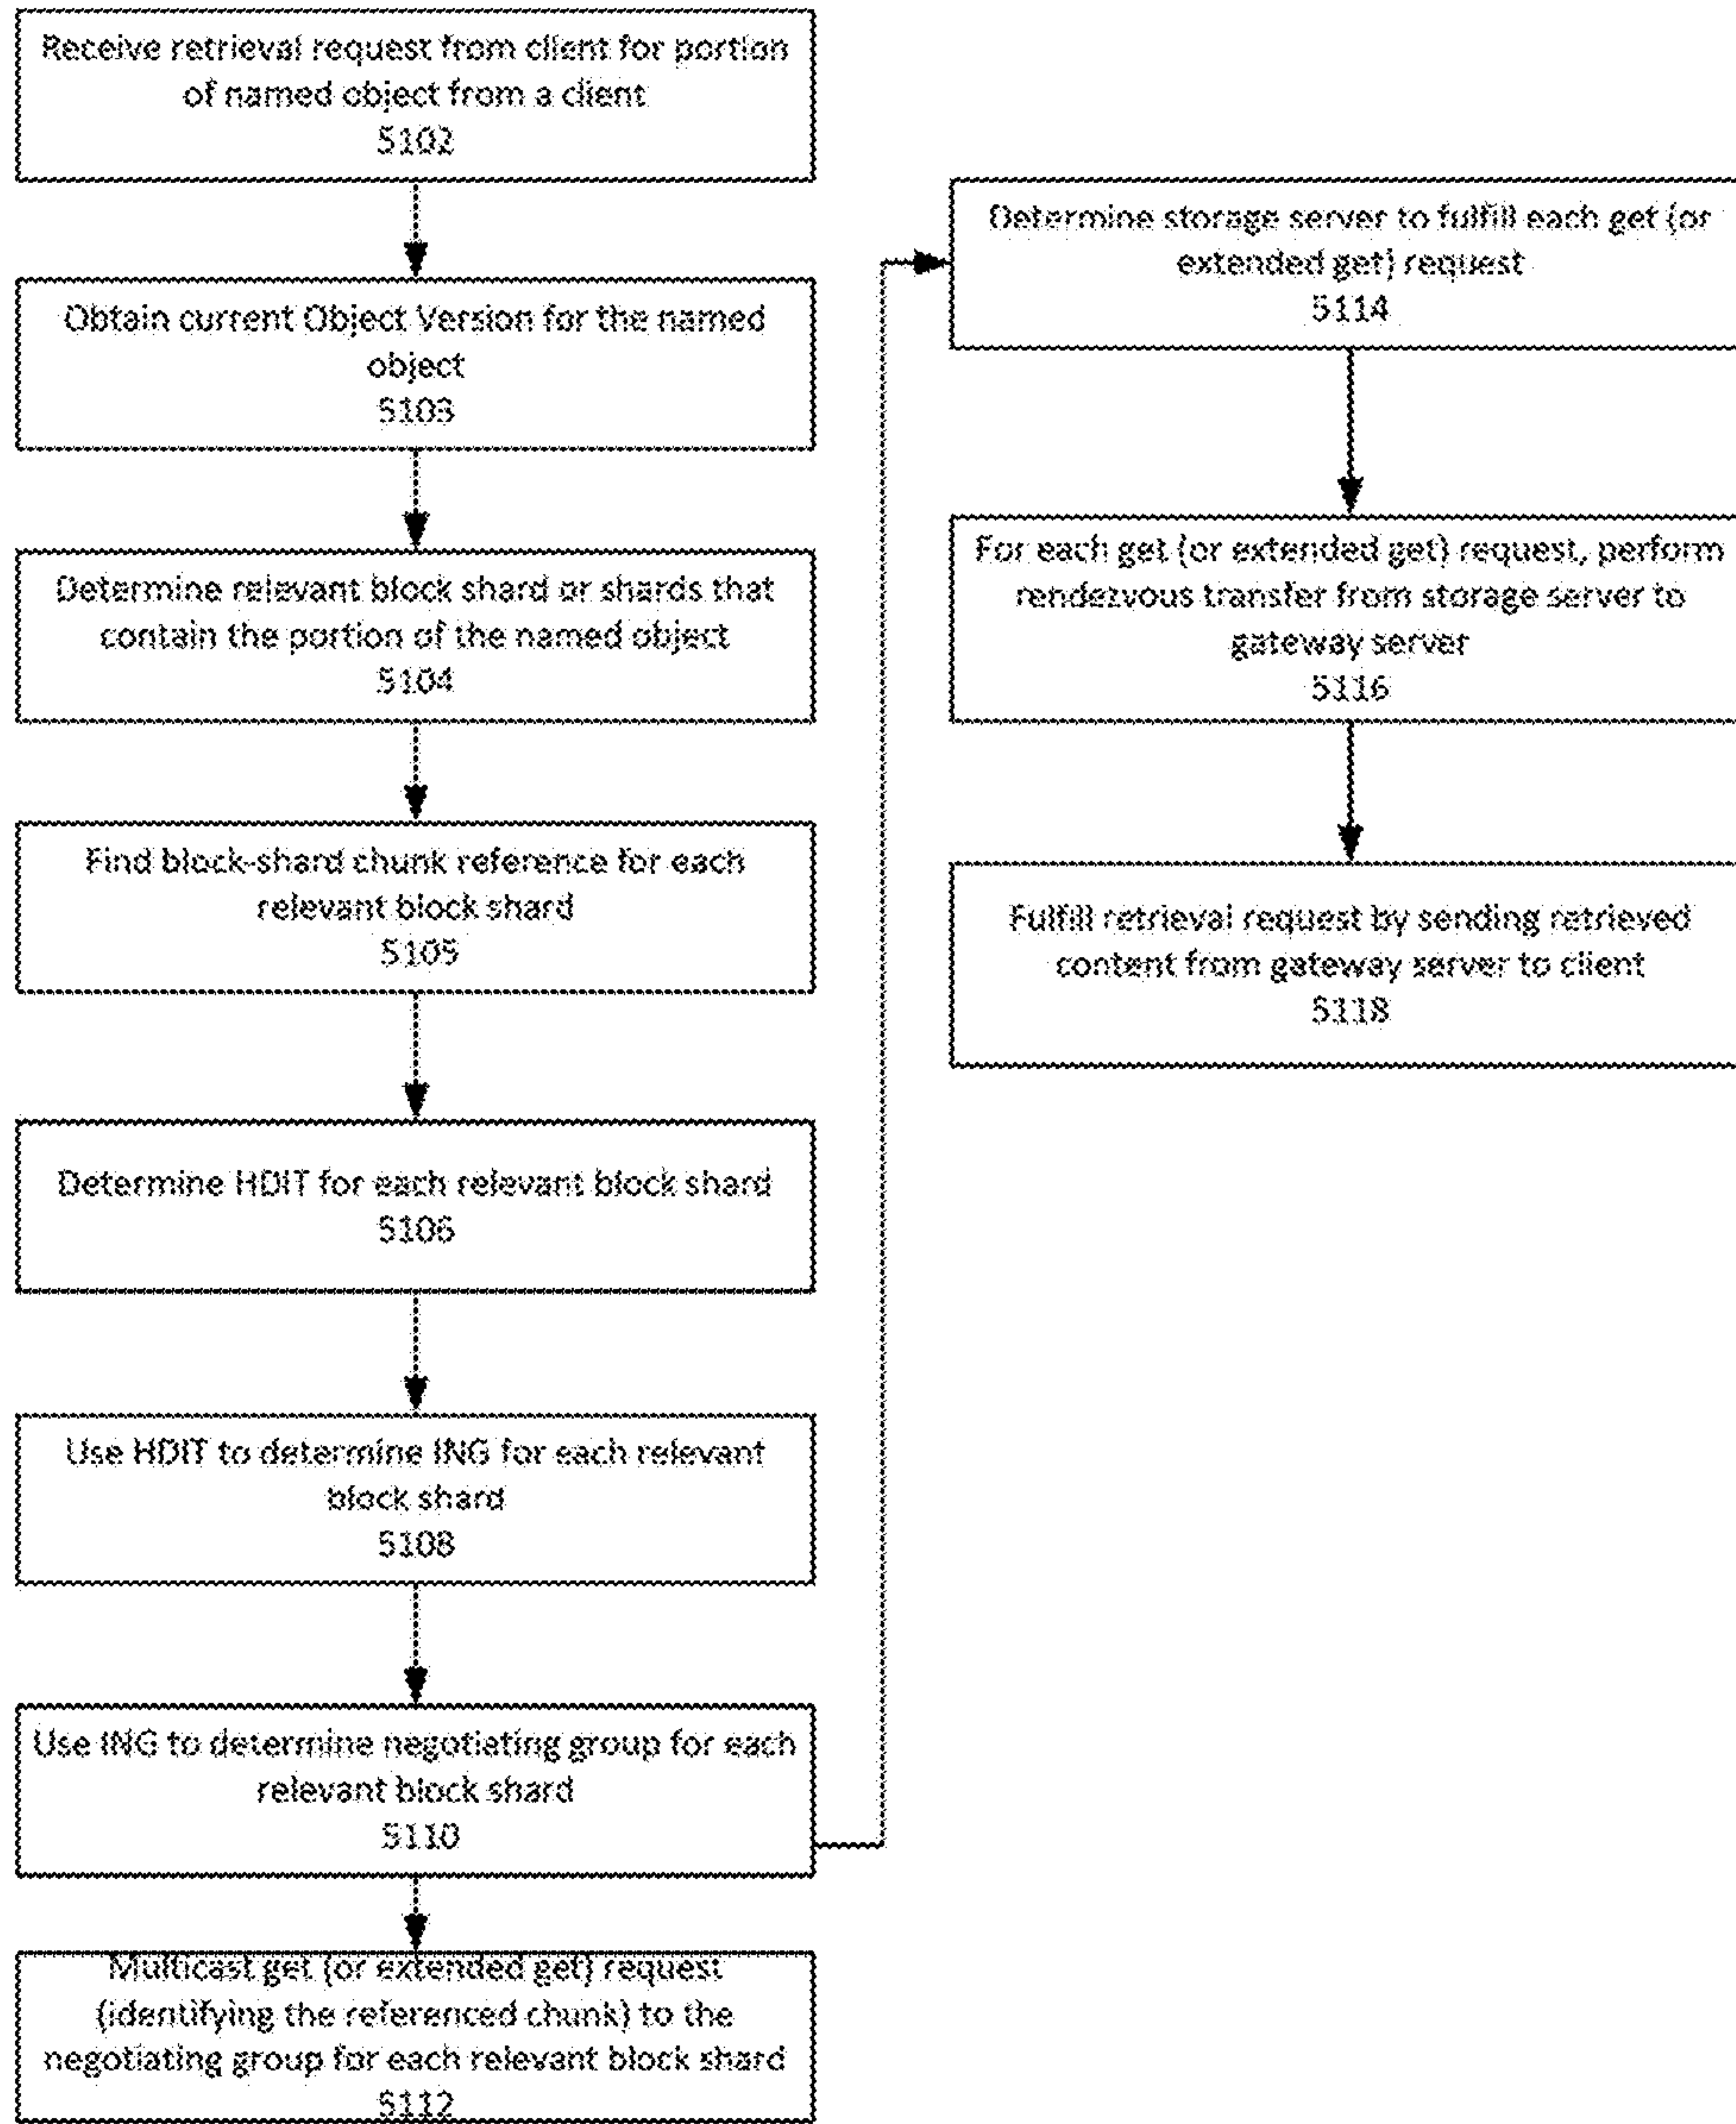 Receive retrieval request from client for portion
of named object from a client
5102
Obtain current Object Version for the named
object
5103
Determine relevant block shard or shards that
contain the portion of the named object
5104
Find block-shard chunk reference for each
relevant block shard
5105
Determine HDIT for each relevant block shard
5106
Use HDIT to determine ING for each relevant
block shard
5108
Use ING to determine negotiating group for each
relevant block shard
5110
Multicast get (or extended get) request
(identifying the referenced chunk) to the
negotiating group for each relevant block shard
5112
Determine storage server to fulfill each get (or
extended get) request
5114
For each get (or extended get) request, perform
rendezvous transfer from storage server to
gateway server
5116
Fulfill retrieval request by sending retrieved
content from gateway server to client
5118